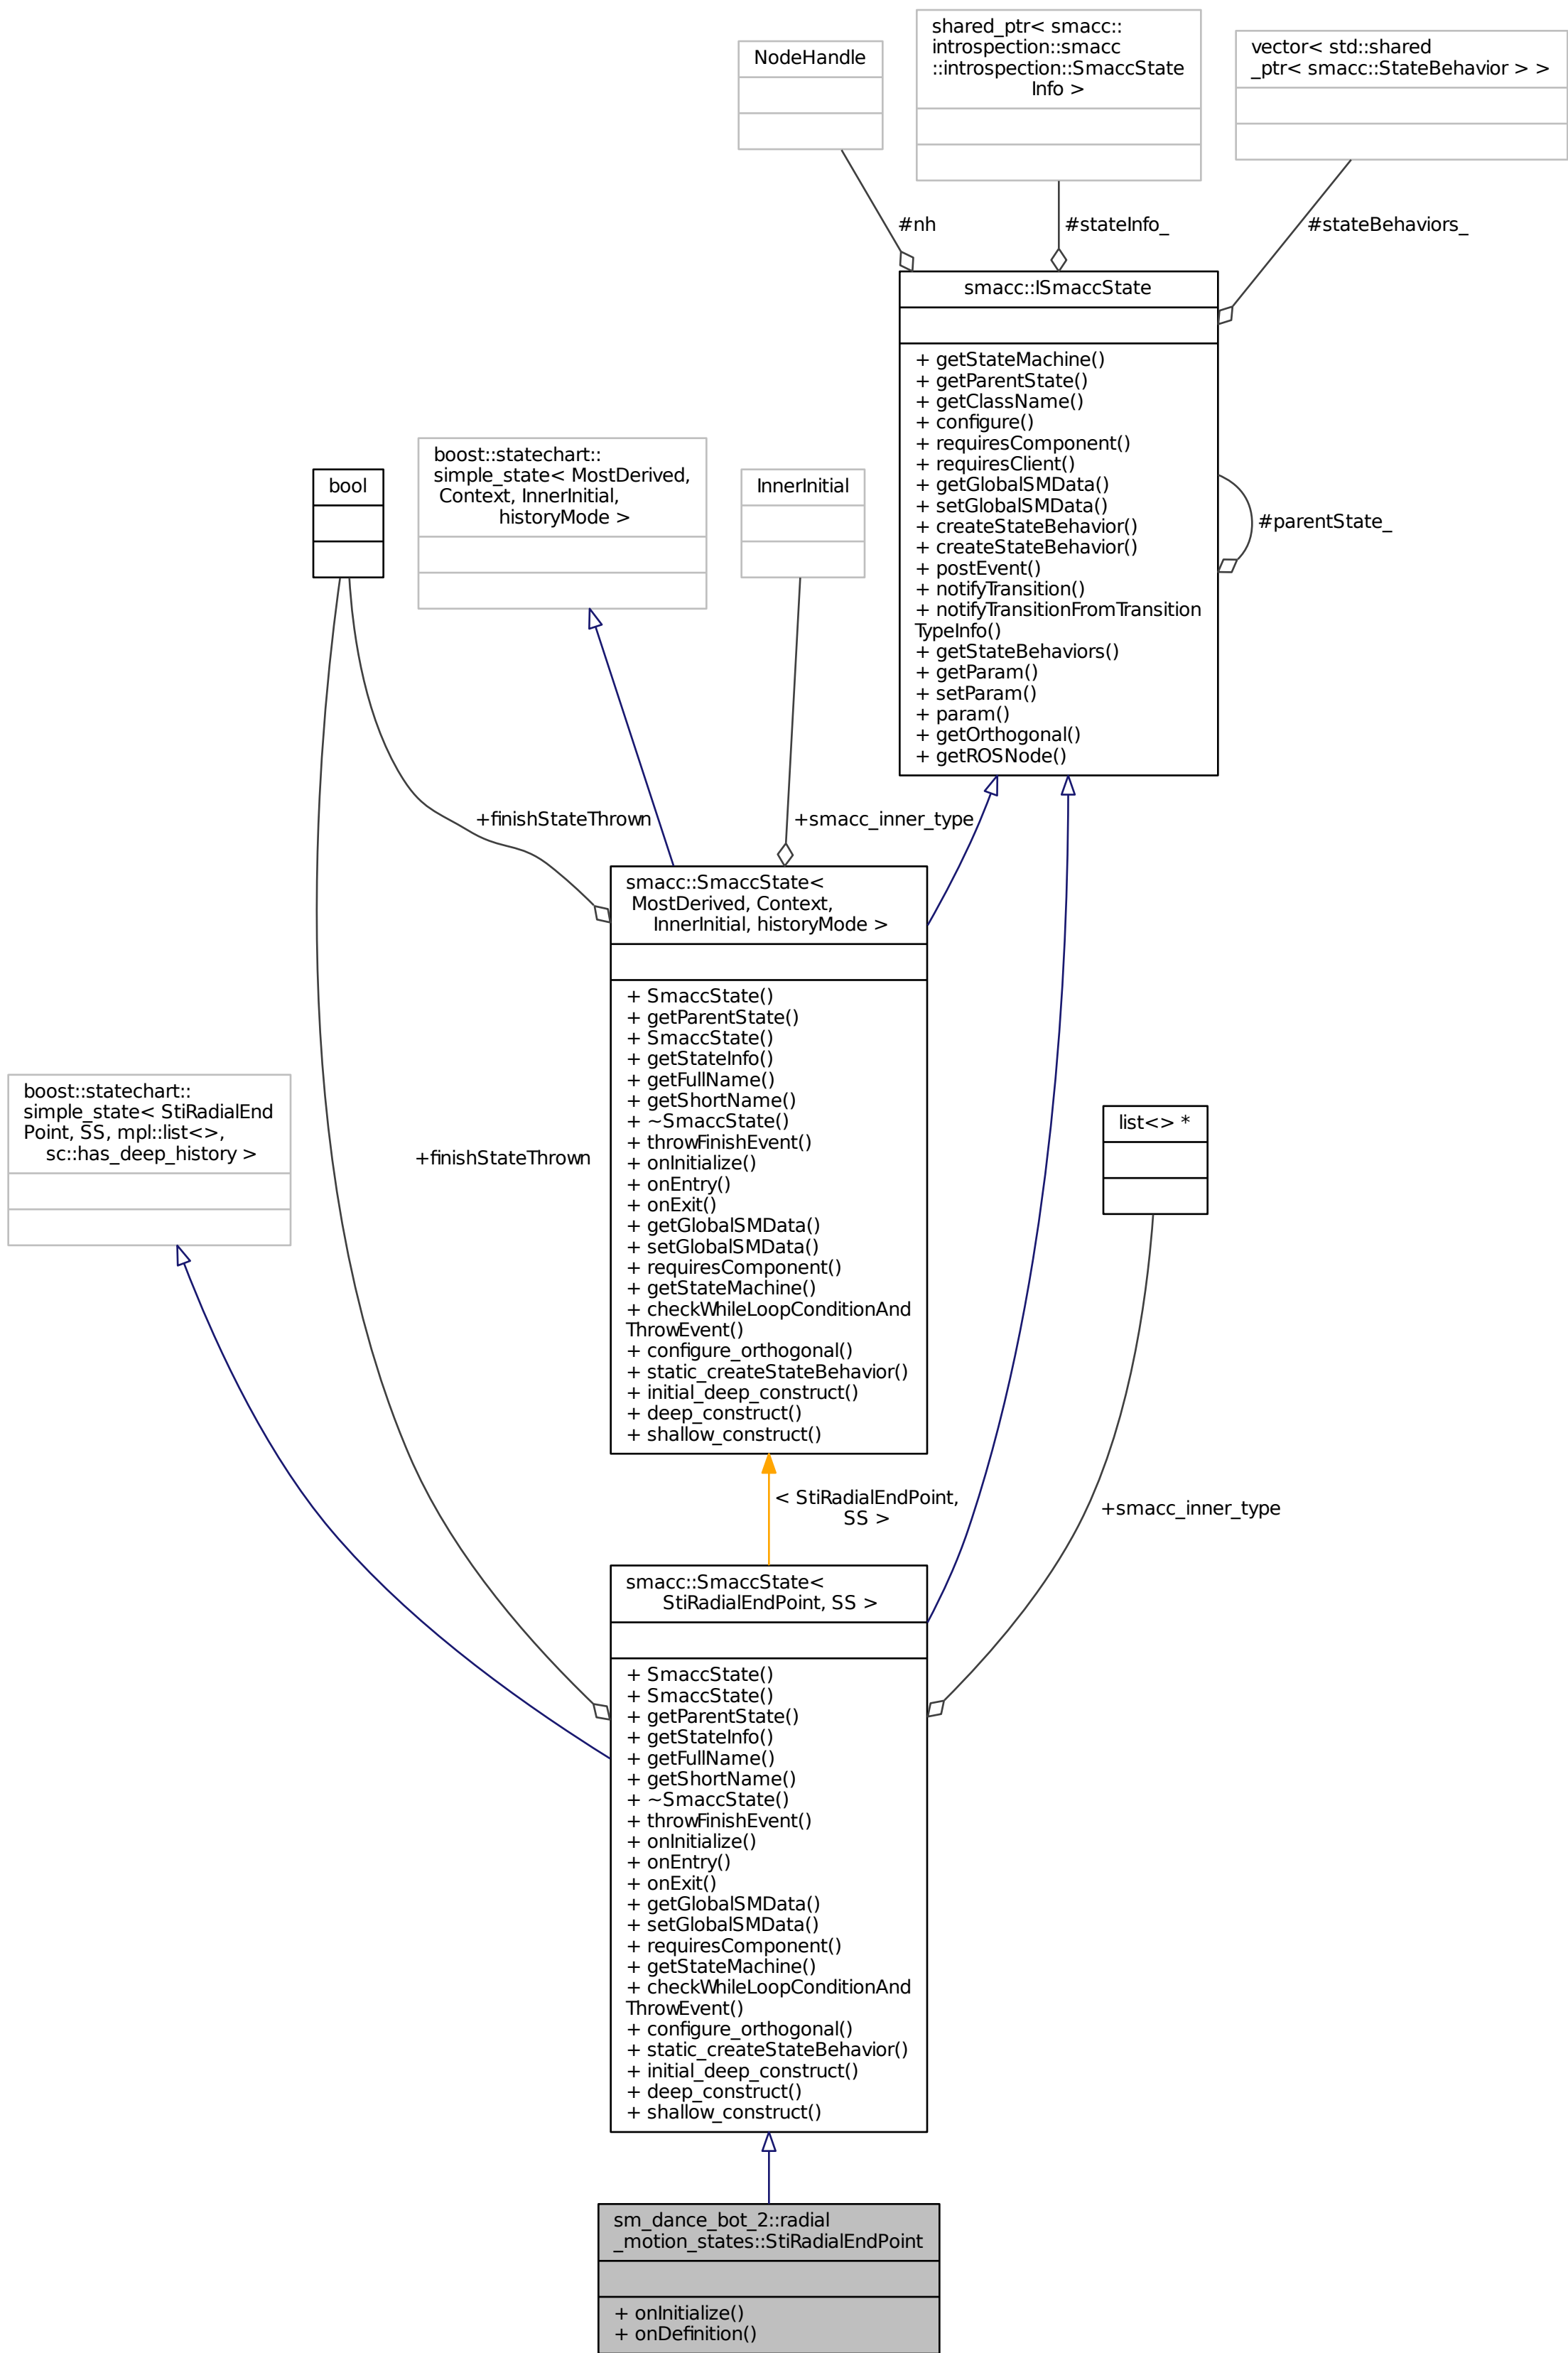 NodeHandle
shared_ptr< smacc::
introspection::smacc
::introspection::SmaccState
Info >
vector< std::shared
_ptr< smacc::StateBehavior > >
#nh
#stateInfo_
#stateBehaviors_
smacc::ISmaccState
+ getStateMachine()
+ getParentState()
+ getClassName()
+ configure()
+ requiresComponent()
+ requiresClient()
+ getGlobalSMData()
+ setGlobalSMData()
+ createStateBehavior()
+ createStateBehavior()
+ postEvent()
+ notifyTransition()
+ notifyTransitionFromTransition
TypeInfo()
+ getStateBehaviors()
+ getParam()
+ setParam()
+ param()
+ getOrthogonal()
+ getROSNode()
#parentState_
bool
boost::statechart::
simple_state< MostDerived,
Context, InnerInitial,
historyMode >
InnerInitial
+finishStateThrown
+smacc_inner_type
smacc::SmaccState<
MostDerived, Context,
InnerInitial, historyMode >
+ SmaccState()
+ getParentState()
+ SmaccState()
+ getStateInfo()
+ getFullName()
+ getShortName()
+ ~SmaccState()
+ throwFinishEvent()
+ onInitialize()
+ onEntry()
+ onExit()
+ getGlobalSMData()
+ setGlobalSMData()
+ requiresComponent()
+ getStateMachine()
+ checkWhileLoopConditionAnd
ThrowEvent()
+ configure_orthogonal()
+ static_createStateBehavior()
+ initial_deep_construct()
+ deep_construct()
+ shallow_construct()
boost::statechart::
simple_state< StiRadialEnd
Point, SS, mpl::list<>,
sc::has_deep_history >
+finishStateThrown
list<> *
< StiRadialEndPoint,
SS >
+smacc_inner_type
smacc::SmaccState<
StiRadialEndPoint, SS >
+ SmaccState()
+ SmaccState()
+ getParentState()
+ getStateInfo()
+ getFullName()
+ getShortName()
+ ~SmaccState()
+ throwFinishEvent()
+ onInitialize()
+ onEntry()
+ onExit()
+ getGlobalSMData()
+ setGlobalSMData()
+ requiresComponent()
+ getStateMachine()
+ checkWhileLoopConditionAnd
ThrowEvent()
+ configure_orthogonal()
+ static_createStateBehavior()
+ initial_deep_construct()
+ deep_construct()
+ shallow_construct()
sm_dance_bot_2::radial
_motion_states::StiRadialEndPoint
+ onInitialize()
+ onDefinition()